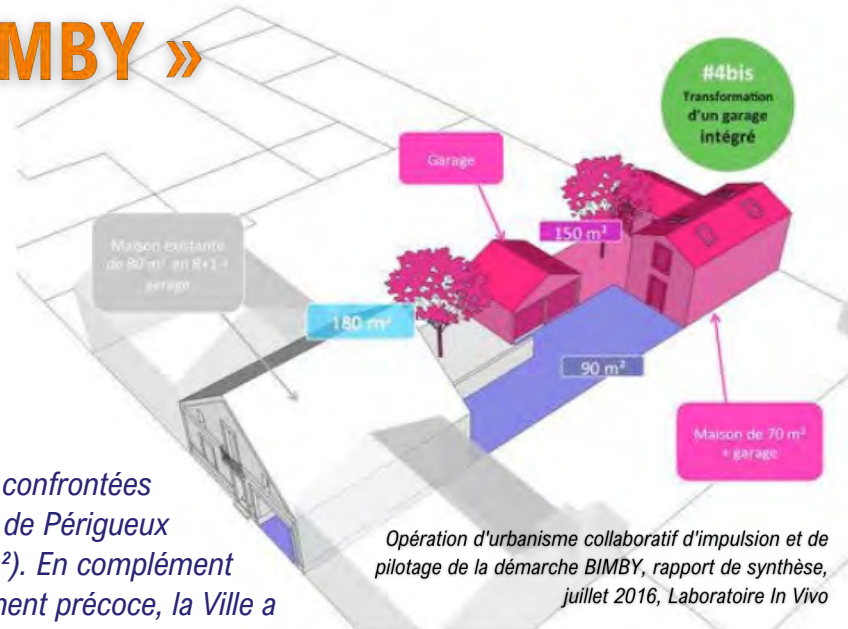 MBY »
#4bis
Transformation
d'un garage
intégré
Garage
Maison existante
de 80 m² en R+1 +
garage
150 m²
180 m²
90 m²
Maison de 70 m²
+ garage
confrontées
de Périgueux
²). En complément
ment précoce, la Ville a
Opération d'urbanisme collaboratif d'impulsion et de
pilotage de la démarche BIMBY, rapport de synthèse,
juillet 2016, Laboratoire In Vivo